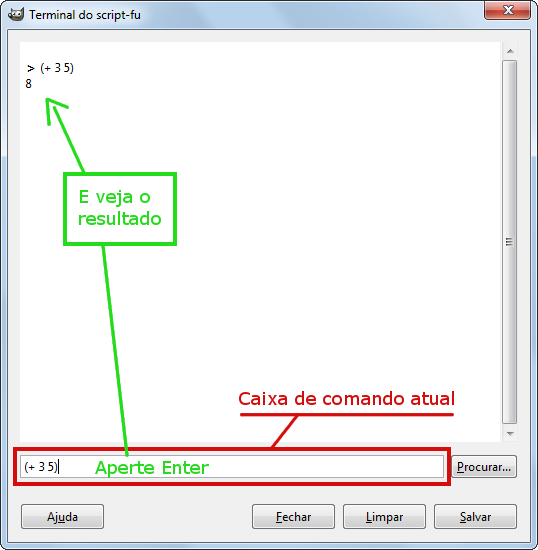 Terminal do script-fu
> (+ 3 5)
8
E veja o
resultado
Caixa de comando atual
(+ 3 5)
Aperte Enter
Procurar...
Ajuda
Fechar
Limpar
Salvar